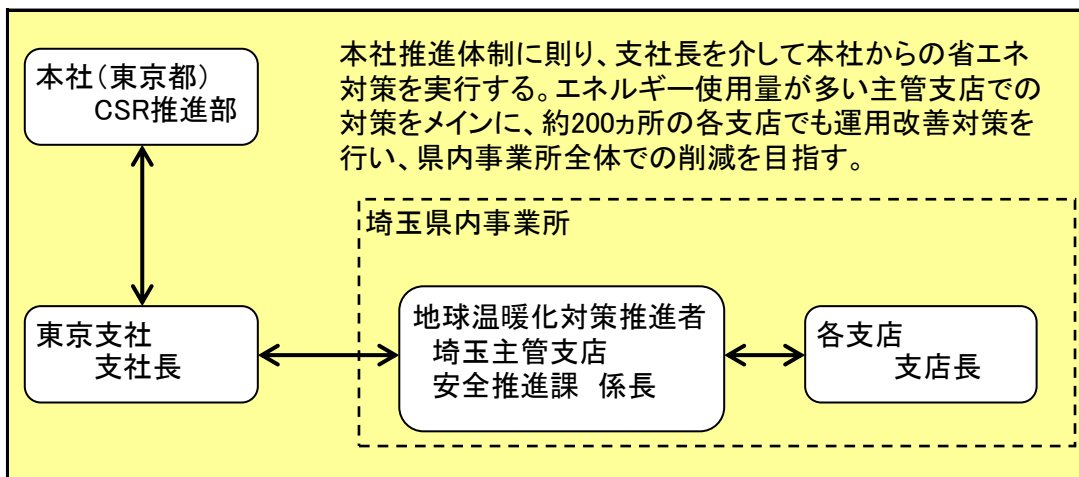 本社(東京都)
CSR推進部
本社推進体制に則り、支社長を介して本社からの省エネ
対策を実行する。エネルギー使用量が多い主管支店での
対策をメインに、約200ヵ所の各支店でも運用改善対策を
行い、県内事業所全体での削減を目指す。
埼玉県内事業所
東京支社
支社長
地球温暖化対策推進者
埼玉主管支店
安全推進課 係長
各支店
支店長